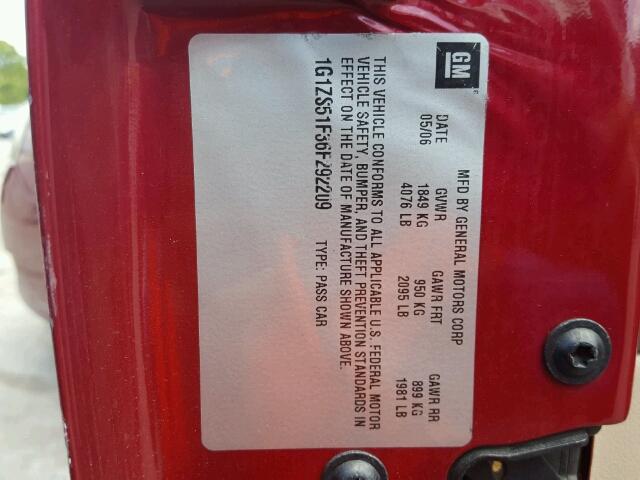 GM
MFD BY GENERAL MOTORS CORP
DATE GVWR GAWR FRT GAWR RR
05/06 1849 KG 950 KG 899 KG
4076 LB 2095 LB 1981 LB
THIS VEHICLE CONFORMS TO ALL APPLICABLE U.S. FEDERAL MOTOR
VEHICLE SAFETY, BUMPER, AND THEFT PREVENTION STANDARDS IN
EFFECT ON THE DATE OF MANUFACTURE SHOWN ABOVE.
1G1ZS51F36F292209 TYPE: PASS CAR